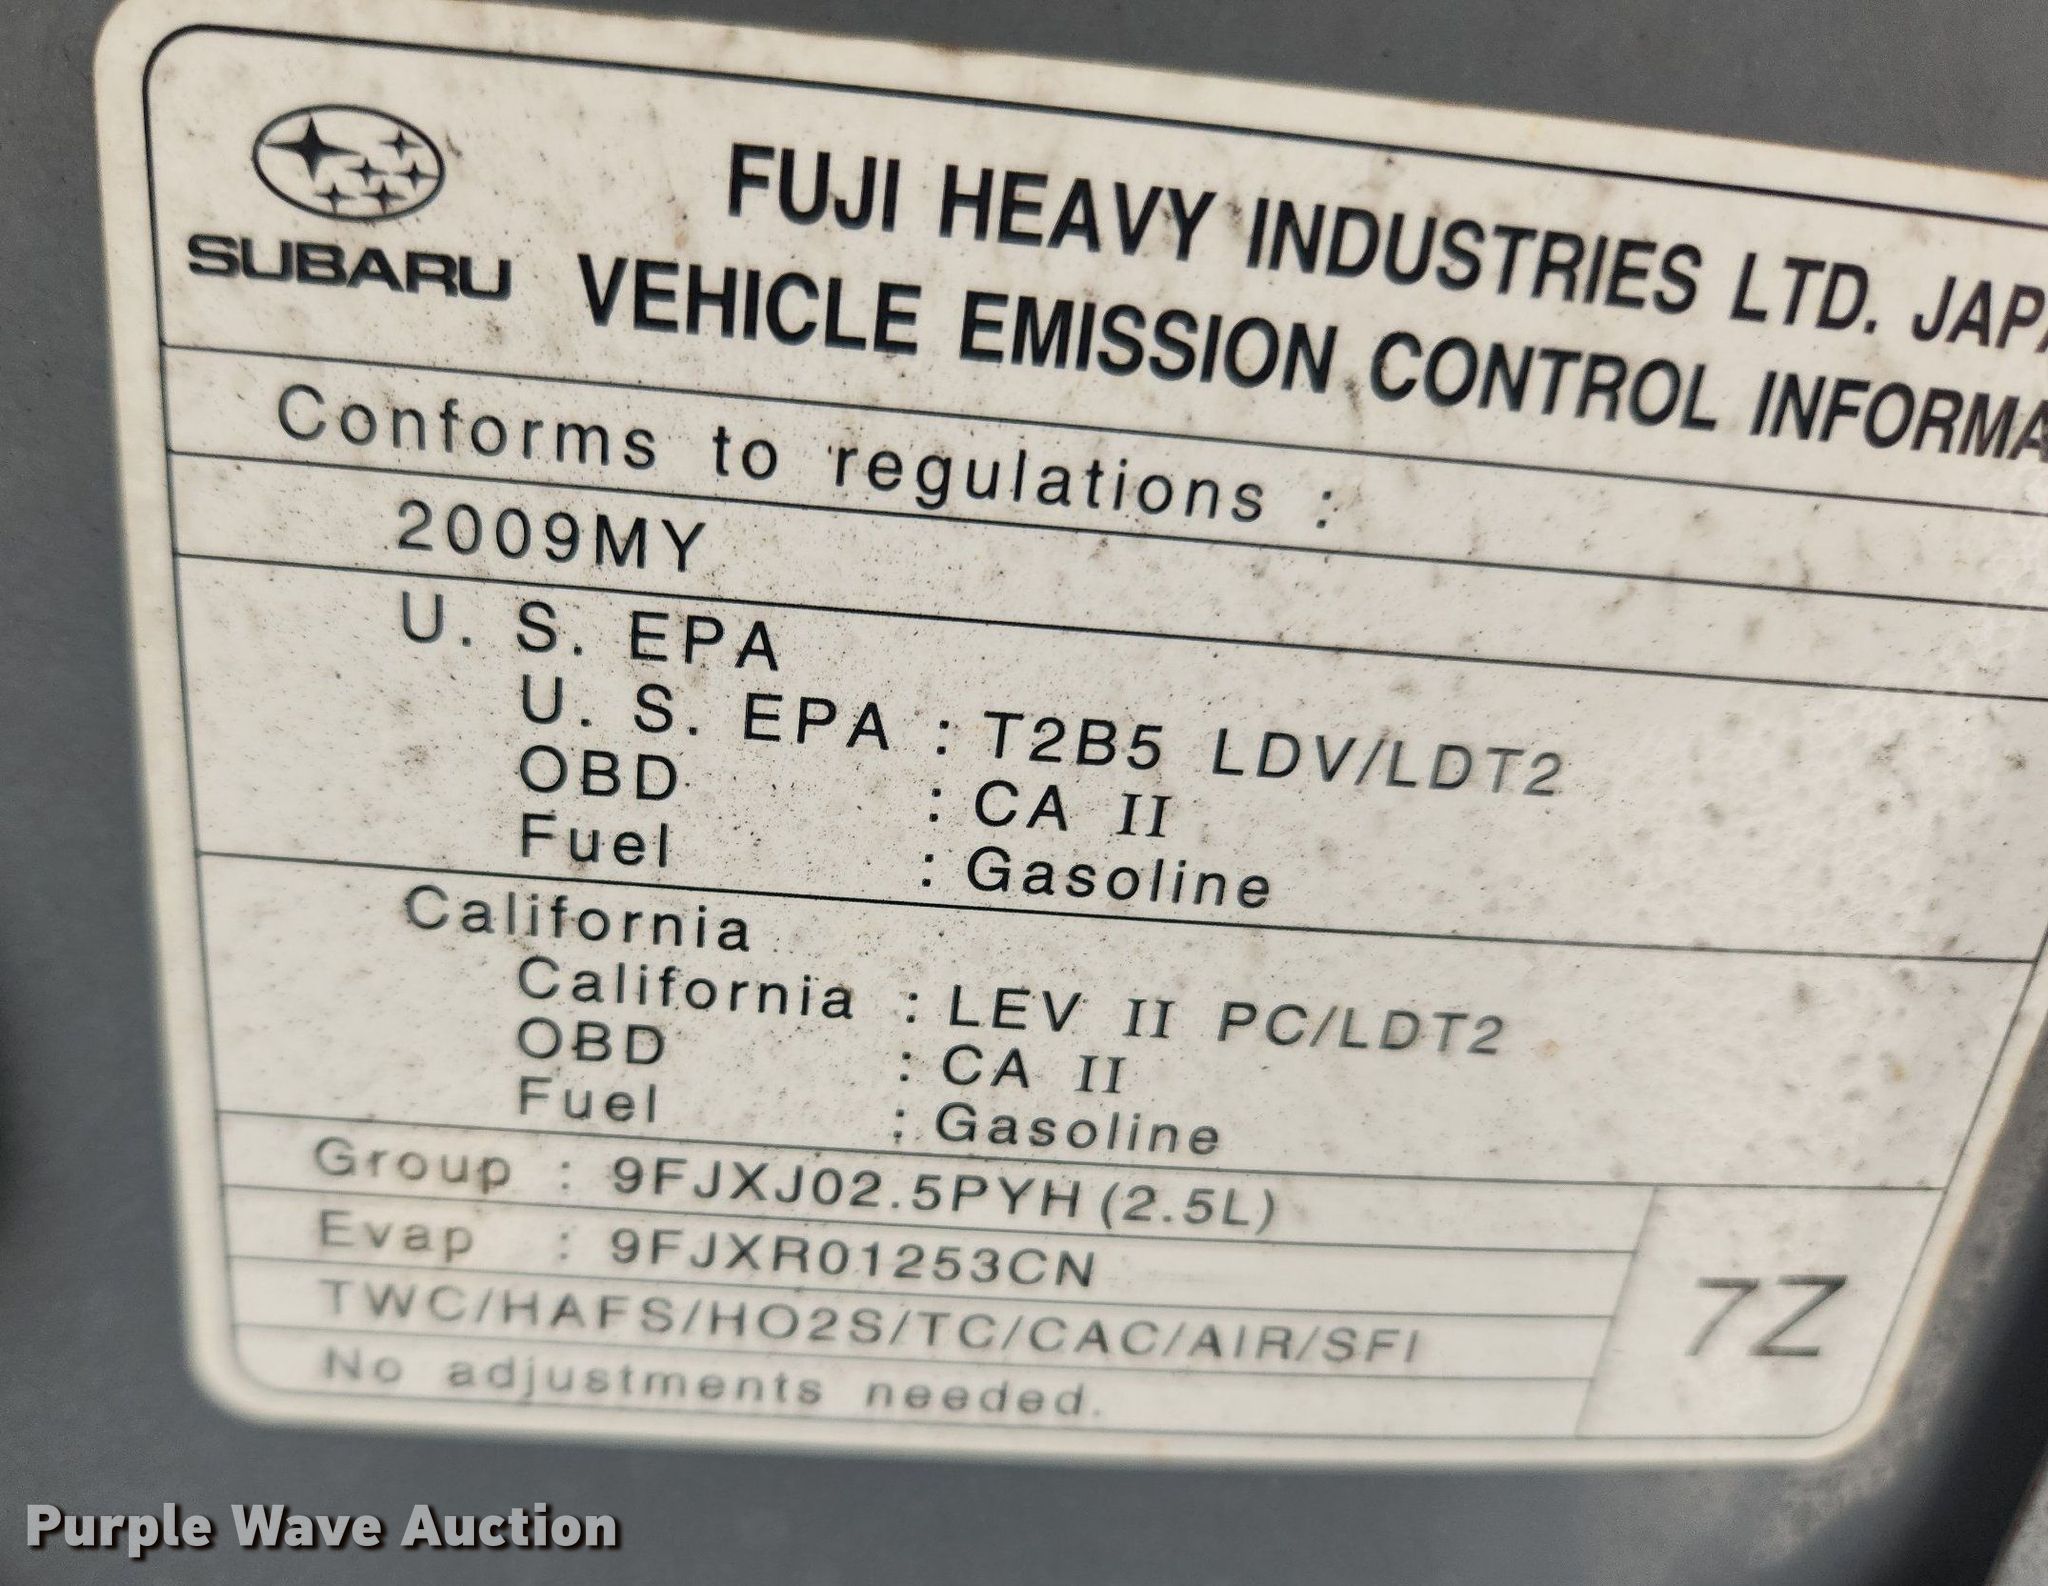 SUBARU
FUJI HEAVY INDUSTRIES LTD. JAPA
VEHICLE EMISSION CONTROL INFORMA
Conforms to regulations :
2009MY
U. S. EPA
U. S. EPA : T2B5 LDV/LDT2
OBD : CA II
Fuel : Gasoline
California
California : LEV II PC/LDT2
OBD : CA II
Fuel : Gasoline
Group : 9FJXJ02.5PYH (2.5L)
Evap : 9FJXR01253CN
TWC/HAFS/HO2S/TC/CAC/AIR/SFI
No adjustments needed.
7Z
Purple Wave Auction